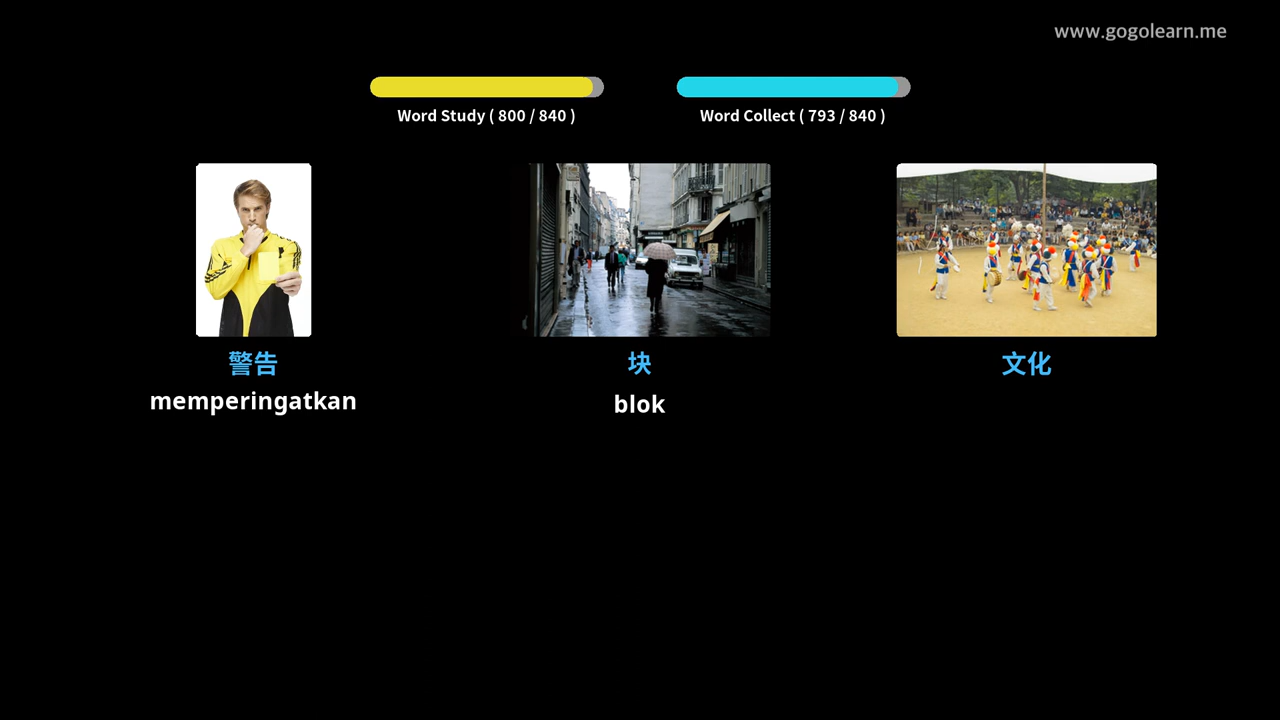 www.gogolearn.me
Word Study ( 800 / 840 )
Word Collect ( 793 / 840 )
警告
块
文化
memperingatkan
blok